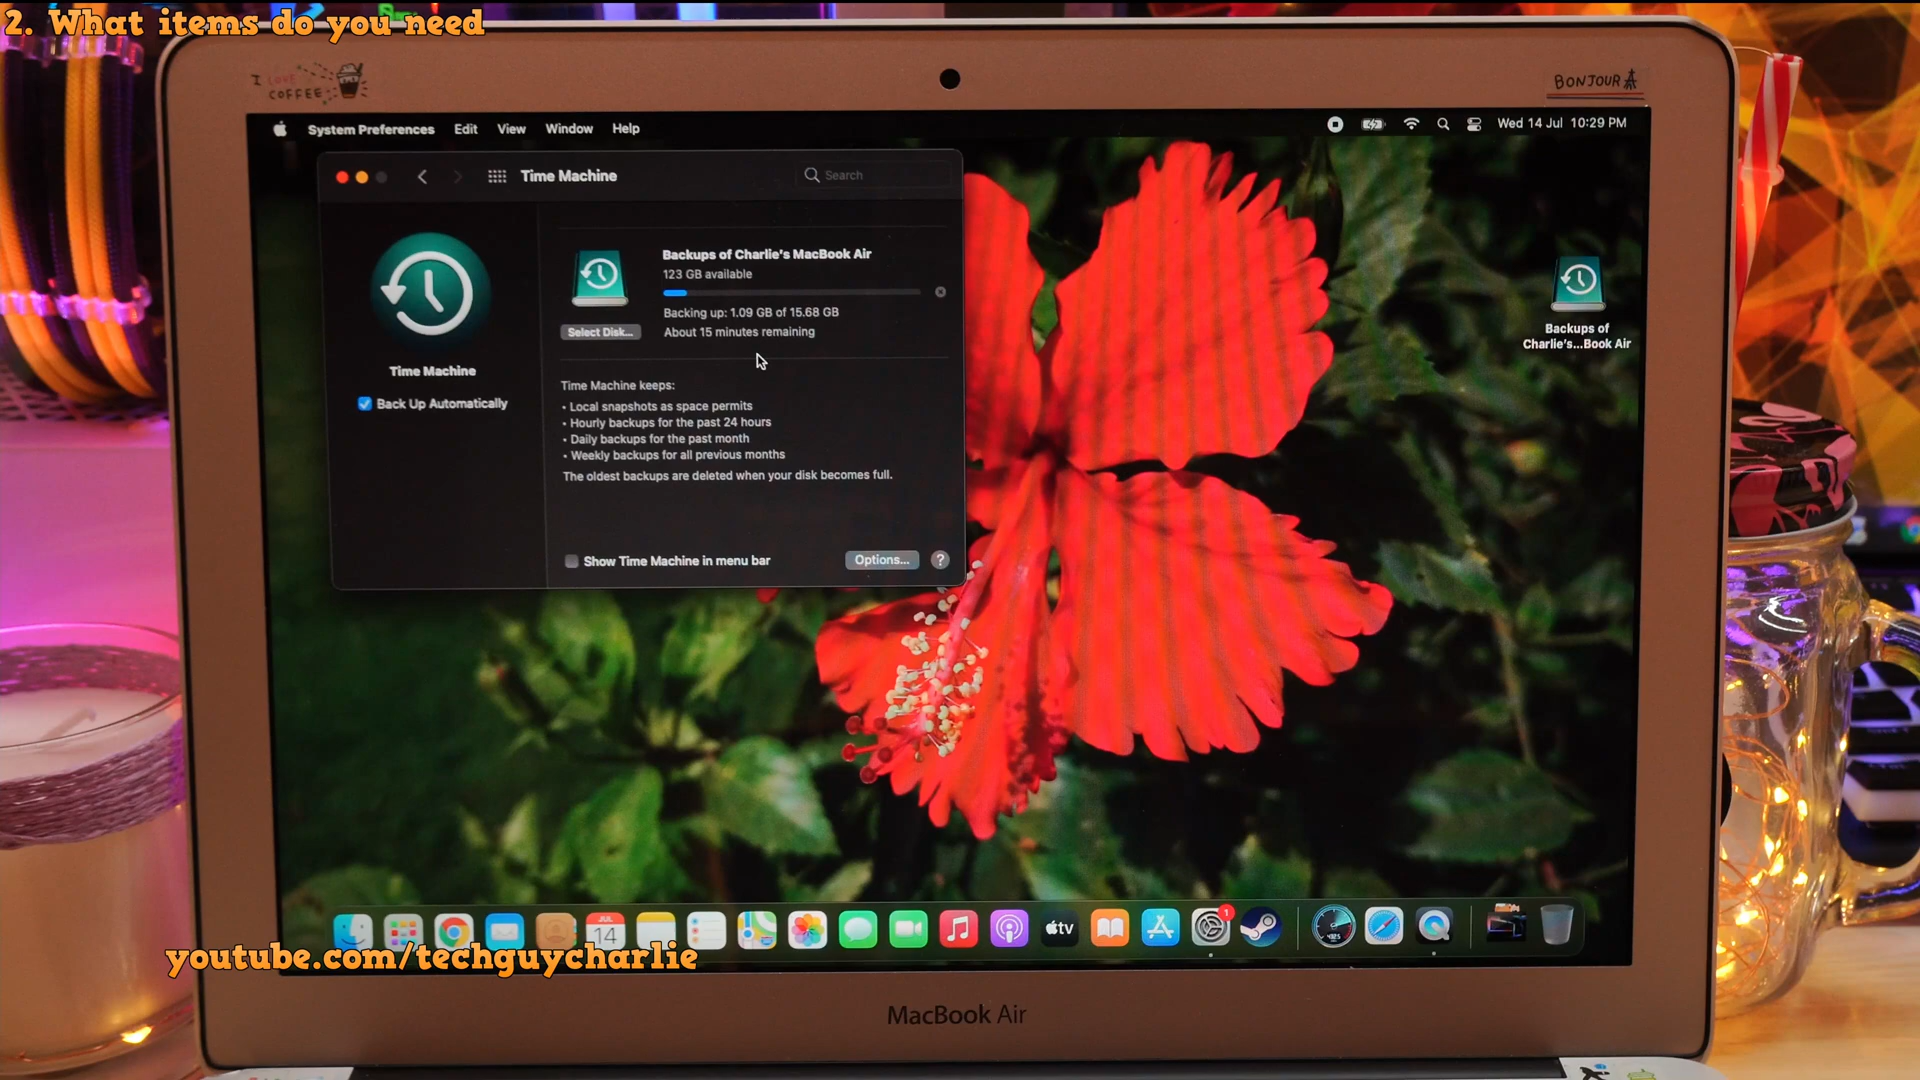 2. What items do you need
I LOVE
COFFEE
BONJOUR
System Preferences Edit View Window Help
Wed 14 Jul 10:29 PM
Time Machine
Search
Time Machine
Back Up Automatically
Backups of Charlie's MacBook Air
123 GB available
Backing up: 1.09 GB of 15.68 GB
About 15 minutes remaining
Select Disk...
Time Machine keeps:
• Local snapshots as space permits
• Hourly backups for the past 24 hours
• Daily backups for the past month
• Weekly backups for all previous months
The oldest backups are deleted when your disk becomes full.
Show Time Machine in menu bar
Options...
?
Backups of
Charlie's...Book Air
JUL
14
tv
1
youtube.com/techguycharlie
MacBook Air